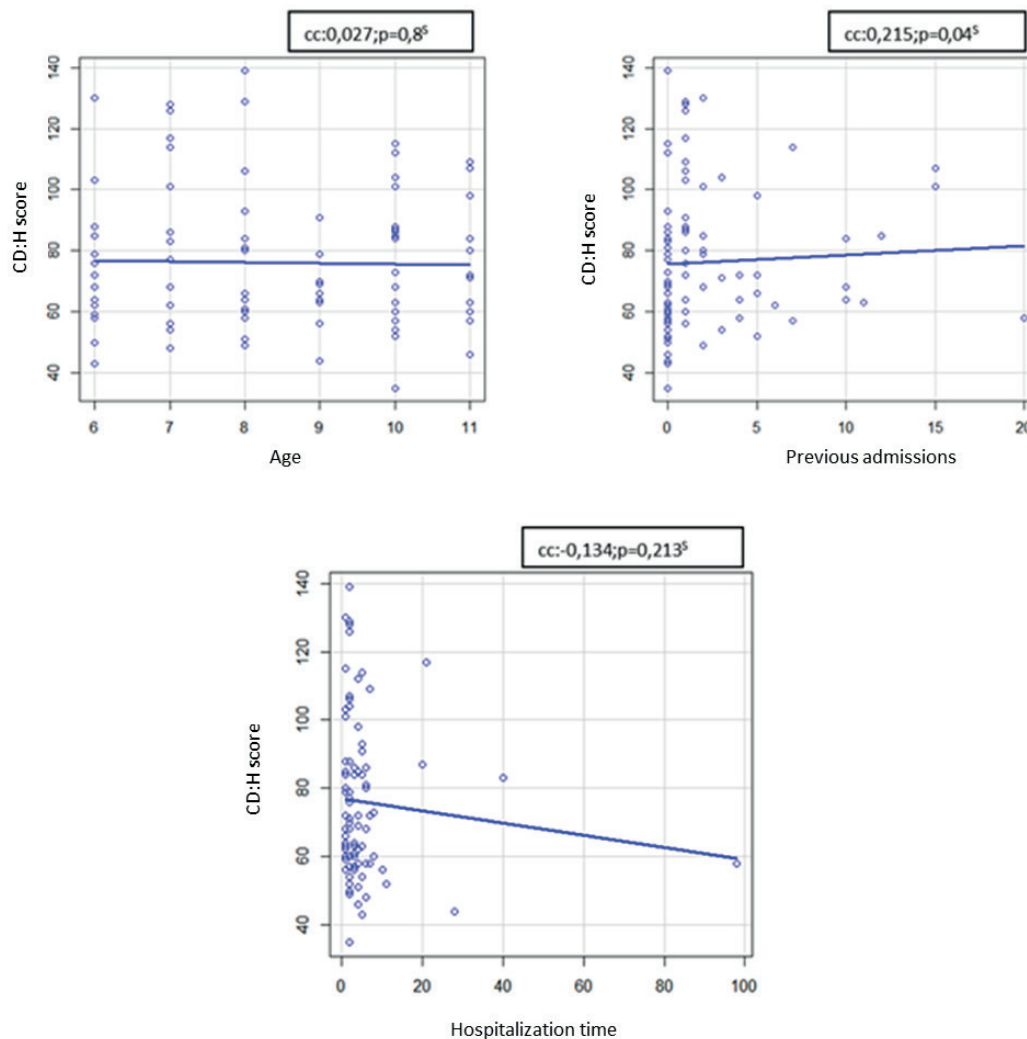 cc:0,027;p=0,8ˢ
CD:H score
140
120
100
80
60
40
6 7 8 9 10 11
Age
cc:0,215;p=0,04ˢ
CD:H score
140
120
100
80
60
40
0 5 10 15 20
Previous admissions
cc:-0,134;p=0,213ˢ
CD:H score
140
120
100
80
60
40
0 20 40 60 80 100
Hospitalization time